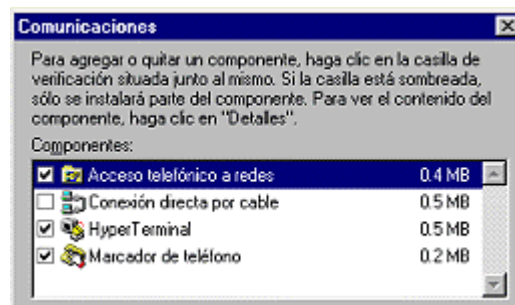 Comunicaciones
Para agregar o quitar un componente, haga clic en la casilla de
verificación situada junto al mismo. Si la casilla está sombreada,
sólo se instalará parte del componente. Para ver el contenido del
componente, haga clic en "Detalles".
Componentes:
Acceso telefónico a redes 0.4 MB
Conexión directa por cable 0.5 MB
HyperTerminal 0.5 MB
Marcador de teléfono 0.2 MB